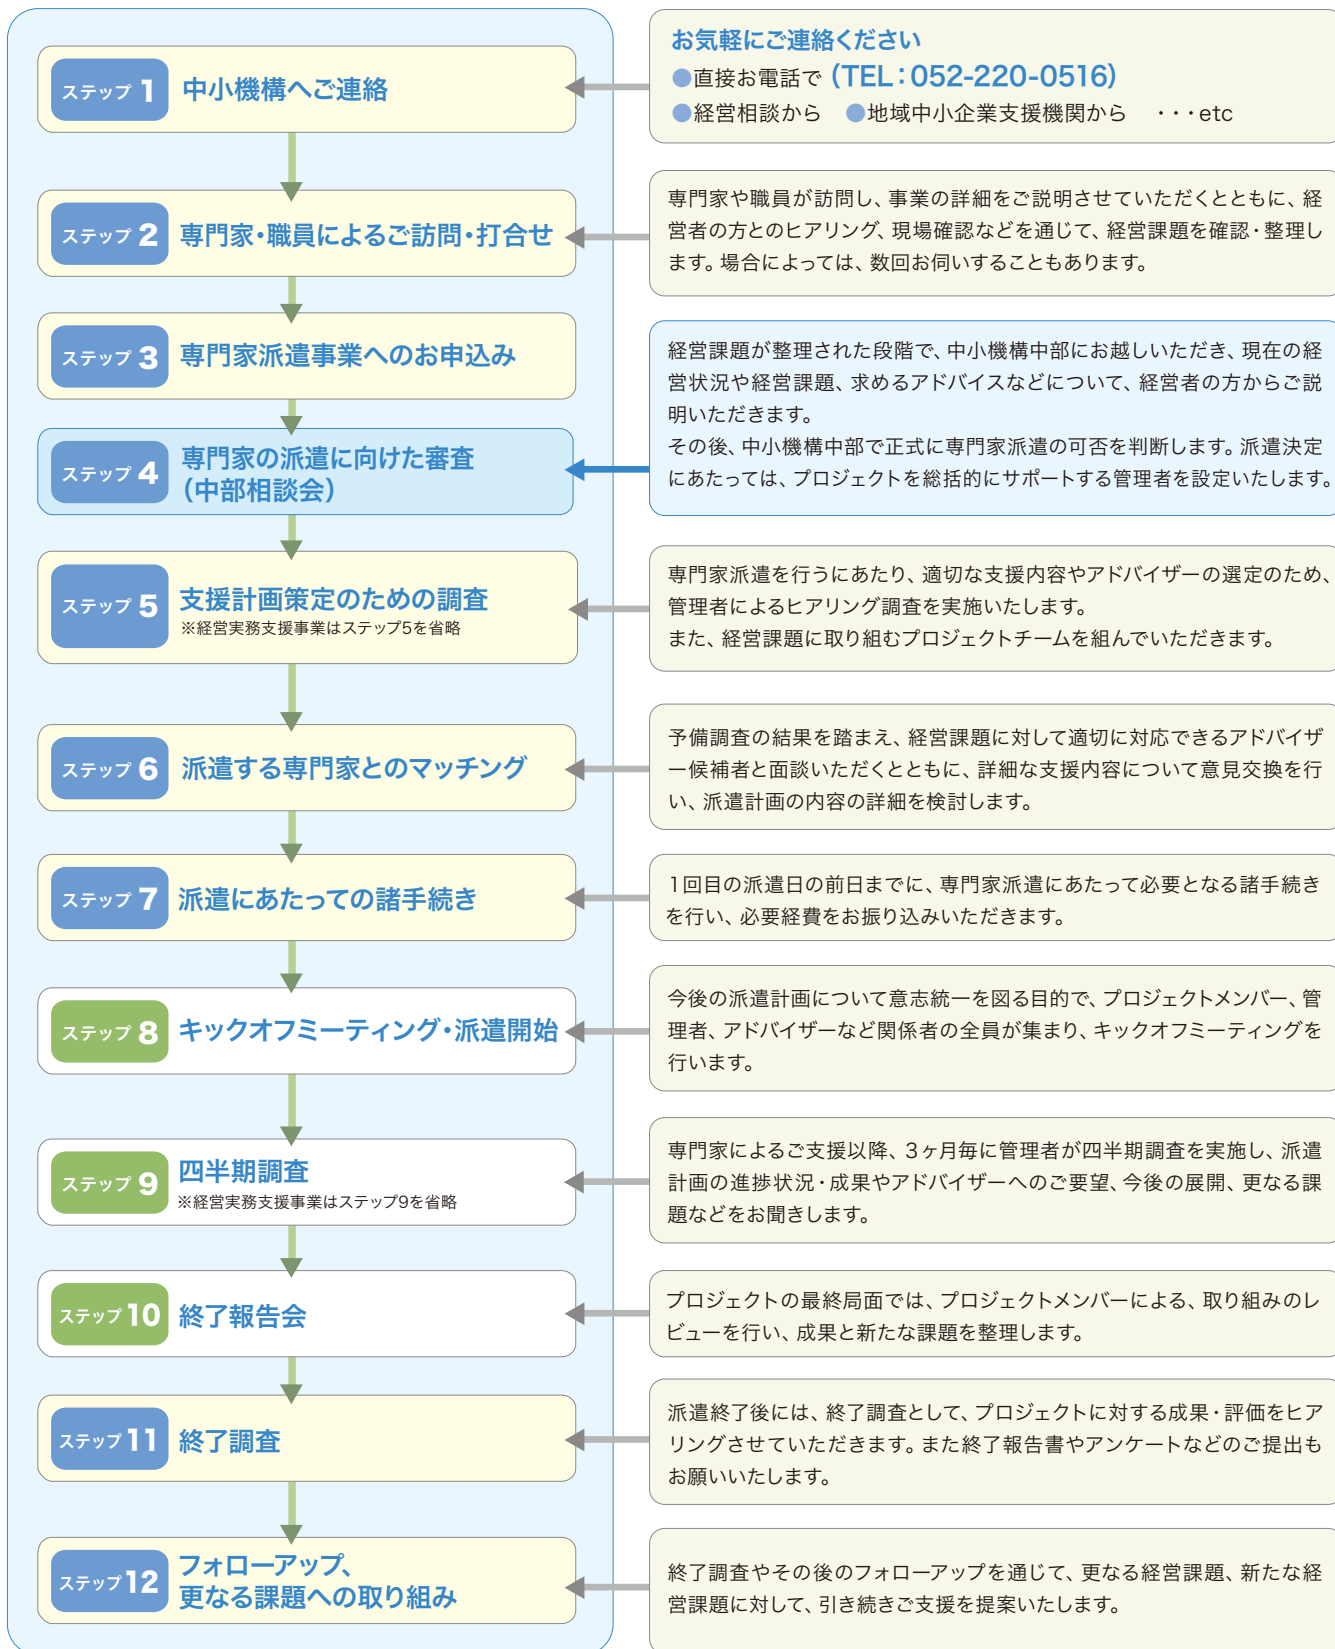 ステップ 1
中小機構へご連絡
お気軽にご連絡ください
●直接お電話で（TEL：052-220-0516）
●経営相談から ●地域中小企業支援機関から ・・・etc
ステップ 2
専門家・職員によるご訪問・打合せ
専門家や職員が訪問し、事業の詳細をご説明させていただくとともに、経
営者の方とのヒアリング、現場確認などを通じて、経営課題を確認・整理し
ます。場合によっては、数回お伺いすることもあります。
ステップ 3
専門家派遣事業へのお申込み
ステップ 4
専門家の派遣に向けた審査
（中部相談会）
経営課題が整理された段階で、中小機構中部にお越しいただき、現在の経
営状況や経営課題、求めるアドバイスなどについて、経営者の方からご説
明いただきます。
その後、中小機構中部で正式に専門家派遣の可否を判断します。派遣決定
にあたっては、プロジェクトを総括的にサポートする管理者を設定いたします。
ステップ 5
支援計画策定のための調査
※経営実務支援事業はステップ5を省略
専門家派遣を行うにあたり、適切な支援内容やアドバイザーの選定のため、
管理者によるヒアリング調査を実施いたします。
また、経営課題に取り組むプロジェクトチームを組んでいただきます。
ステップ 6
派遣する専門家とのマッチング
予備調査の結果を踏まえ、経営課題に対して適切に対応できるアドバイザ
ー候補者と面談いただくとともに、詳細な支援内容について意見交換を行
い、派遣計画の内容の詳細を検討します。
ステップ 7
派遣にあたっての諸手続き
1回目の派遣日の前日までに、専門家派遣にあたって必要となる諸手続き
を行い、必要経費をお振り込みいただきます。
ステップ 8
キックオフミーティング・派遣開始
今後の派遣計画について意志統一を図る目的で、プロジェクトメンバー、管
理者、アドバイザーなど関係者の全員が集まり、キックオフミーティングを
行います。
ステップ 9
四半期調査
※経営実務支援事業はステップ9を省略
専門家によるご支援以降、3ヶ月毎に管理者が四半期調査を実施し、派遣
計画の進捗状況・成果やアドバイザーへのご要望、今後の展開、更なる課
題などをお聞きします。
ステップ 10
終了報告会
プロジェクトの最終局面では、プロジェクトメンバーによる、取り組みのレ
ビューを行い、成果と新たな課題を整理します。
ステップ 11
終了調査
派遣終了後には、終了調査として、プロジェクトに対する成果・評価をヒア
リングさせていただきます。また終了報告書やアンケートなどのご提出も
お願いいたします。
ステップ 12
フォローアップ、
更なる課題への取り組み
終了調査やその後のフォローアップを通じて、更なる経営課題、新たな経
営課題に対して、引き続きご支援を提案いたします。